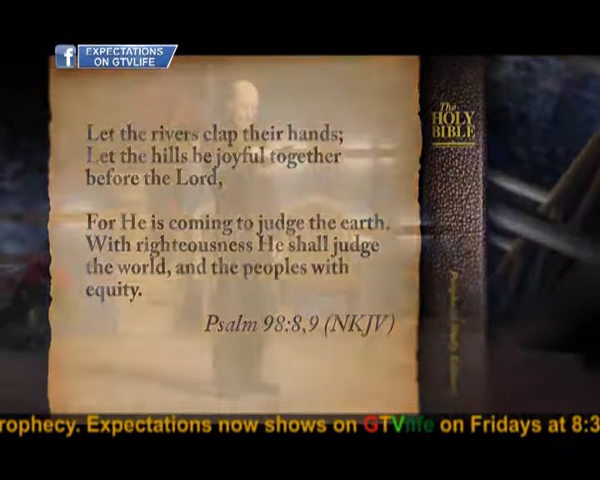 f EXPECTATIONS
ON GTVLIFE
Let the rivers clap their hands;
Let the hills be joyful together
before the Lord,
For He is coming to judge the earth.
With righteousness He shall judge
the world, and the peoples with
equity.
Psalm 98:8,9 (NKJV)
The
HOLY
BIBLE
rophecy. Expectations now shows on GTVlife on Fridays at 8:3